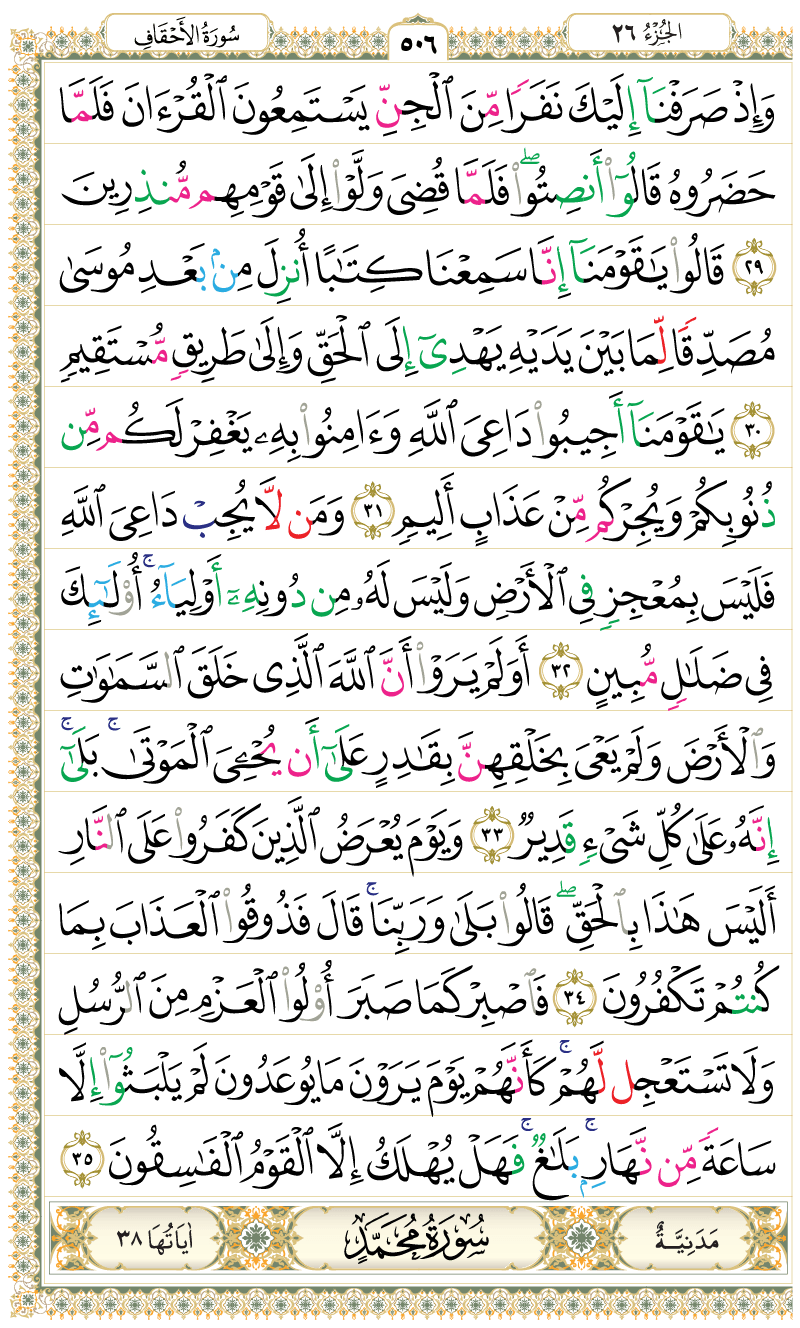 الجُزْءُ ٢٦
٥٠٦
سُورَةُ الأَحْقَافِ
وَإِذْ صَرَفْنَآ إِلَيْكَ نَفَرًا مِّنَ ٱلْجِنِّ يَسْتَمِعُونَ ٱلْقُرْءَانَ فَلَمَّا
حَضَرُوهُ قَالُوٓا۟ أَنصِتُوا۟ ۖ فَلَمَّا قُضِىَ وَلَّوْا۟ إِلَىٰ قَوْمِهِم مُّنذِرِينَ
٢٩ قَالُوا۟ يَٰقَوْمَنَآ إِنَّا سَمِعْنَا كِتَٰبًا أُنزِلَ مِنۢ بَعْدِ مُوسَىٰ
مُصَدِّقًا لِّمَا بَيْنَ يَدَيْهِ يَهْدِىٓ إِلَى ٱلْحَقِّ وَإِلَىٰ طَرِيقٍ مُّسْتَقِيمٍ
٣٠ يَٰقَوْمَنَآ أَجِيبُوا۟ دَاعِىَ ٱللَّهِ وَءَامِنُوا۟ بِهِۦ يَغْفِرْ لَكُم مِّن
ذُنُوبِكُمْ وَيُجِرْكُم مِّنْ عَذَابٍ أَلِيمٍ ٣١ وَمَن لَّا يُجِبْ دَاعِىَ ٱللَّهِ
فَلَيْسَ بِمُعْجِزٍ فِى ٱلْأَرْضِ وَلَيْسَ لَهُۥ مِن دُونِهِۦٓ أَوْلِيَآءُ ۚ أُو۟لَٰٓئِكَ
فِى ضَلَٰلٍ مُّبِينٍ ٣٢ أَوَلَمْ يَرَوْا۟ أَنَّ ٱللَّهَ ٱلَّذِى خَلَقَ ٱلسَّمَٰوَٰتِ
وَٱلْأَرْضَ وَلَمْ يَعْىَ بِخَلْقِهِنَّ بِقَٰدِرٍ عَلَىٰٓ أَن يُحْۦِىَ ٱلْمَوْتَىٰ ۚ بَلَىٰٓ ۚ
إِنَّهُۥ عَلَىٰ كُلِّ شَىْءٍ قَدِيرٌ ٣٣ وَيَوْمَ يُعْرَضُ ٱلَّذِينَ كَفَرُوا۟ عَلَى ٱلنَّارِ
أَلَيْسَ هَٰذَا بِٱلْحَقِّ ۖ قَالُوا۟ بَلَىٰ وَرَبِّنَا ۚ قَالَ فَذُوقُوا۟ ٱلْعَذَابَ بِمَا
كُنتُمْ تَكْفُرُونَ ٣٤ فَٱصْبِرْ كَمَا صَبَرَ أُو۟لُوا۟ ٱلْعَزْمِ مِنَ ٱلرُّسُلِ
وَلَا تَسْتَعْجِل لَّهُمْ ۚ كَأَنَّهُمْ يَوْمَ يَرَوْنَ مَا يُوعَدُونَ لَمْ يَلْبَثُوٓا۟ إِلَّا
سَاعَةً مِّن نَّهَارٍۭ ۚ بَلَٰغٌ ۚ فَهَلْ يُهْلَكُ إِلَّا ٱلْقَوْمُ ٱلْفَٰسِقُونَ ٣٥
مَدَنِيَّةٌ
سُورَةُ مُحَمَّدٍ
اٰيَاتُهَا ٣٨